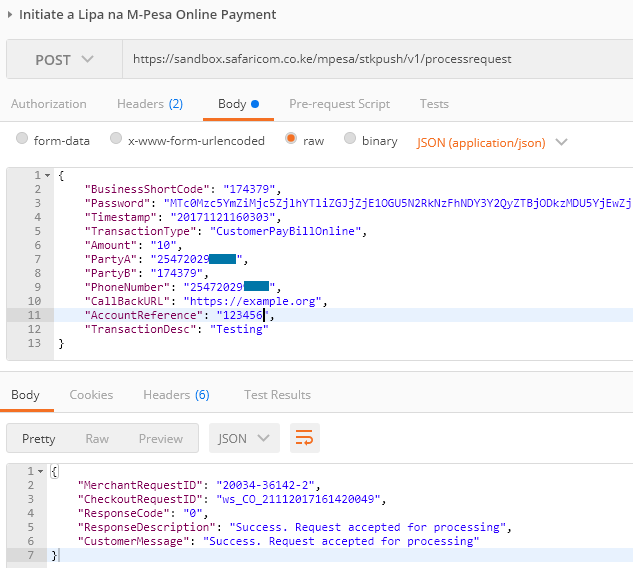 Initiate a Lipa na M-Pesa Online Payment
POST https://sandbox.safaricom.co.ke/mpesa/stkpush/v1/processrequest
Authorization Headers (2) Body Pre-request Script Tests
form-data x-www-form-urlencoded raw binary JSON (application/json)
1 {
2 "BusinessShortCode": "174379",
3 "Password": "MTc0Mzc5YmZiMjc5ZjlhYTliZGJjZjE1OGU5N2RkNzFhNDY3Y2QyZTBjODkzMDU5YjEwZj
4 "Timestamp": "20171121160303",
5 "TransactionType": "CustomerPayBillOnline",
6 "Amount": "10",
7 "PartyA": "25472029 ",
8 "PartyB": "174379",
9 "PhoneNumber": "25472029 ",
10 "CallBackURL": "https://example.org",
11 "AccountReference": "123456",
12 "TransactionDesc": "Testing"
13 }
Body Cookies Headers (6) Test Results
Pretty Raw Preview JSON
1 {
2 "MerchantRequestID": "20034-36142-2",
3 "CheckoutRequestID": "ws_CO_21112017161420049",
4 "ResponseCode": "0",
5 "ResponseDescription": "Success. Request accepted for processing",
6 "CustomerMessage": "Success. Request accepted for processing"
7 }